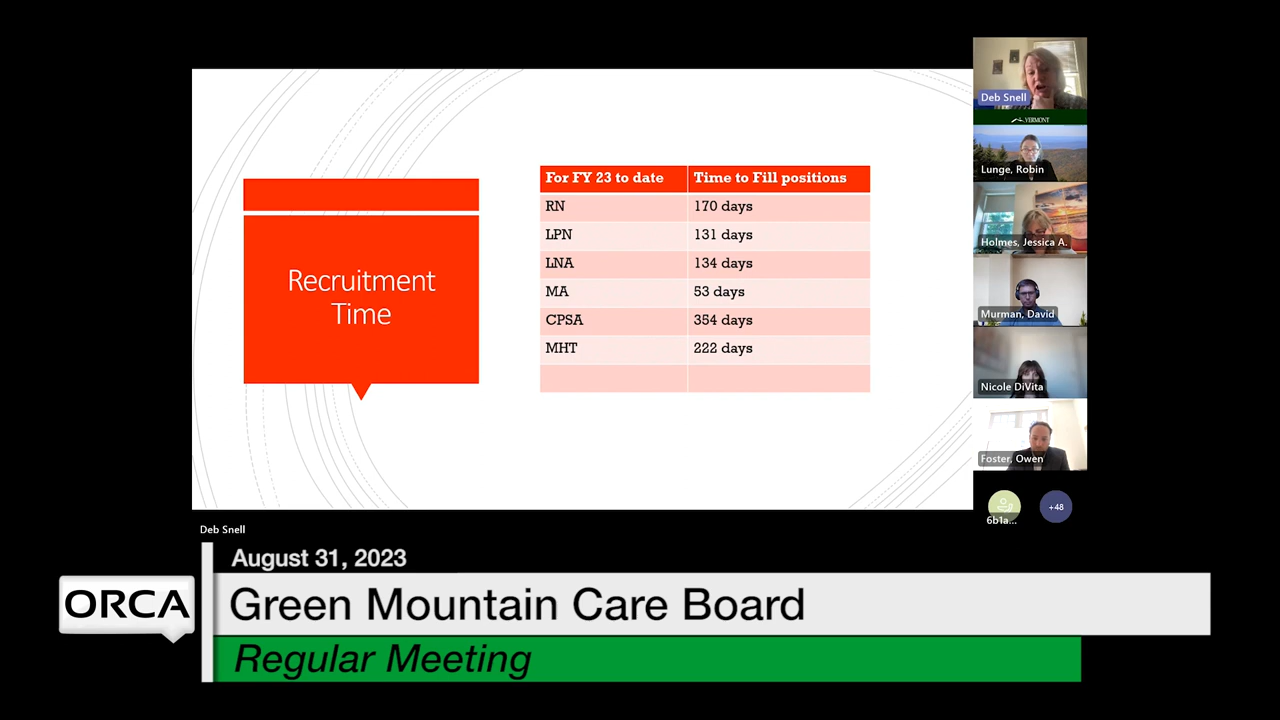 Recruitment
Time
For FY 23 to date Time to Fill positions
RN 170 days
LPN 131 days
LNA 134 days
MA 53 days
CPSA 354 days
MHT 222 days
Deb Snell
VERMONT
Lunge, Robin
Holmes, Jessica A.
Murman, David
Nicole DiVita
Foster, Owen
6b1a...
+48
Deb Snell
August 31, 2023
ORCA
Green Mountain Care Board
Regular Meeting